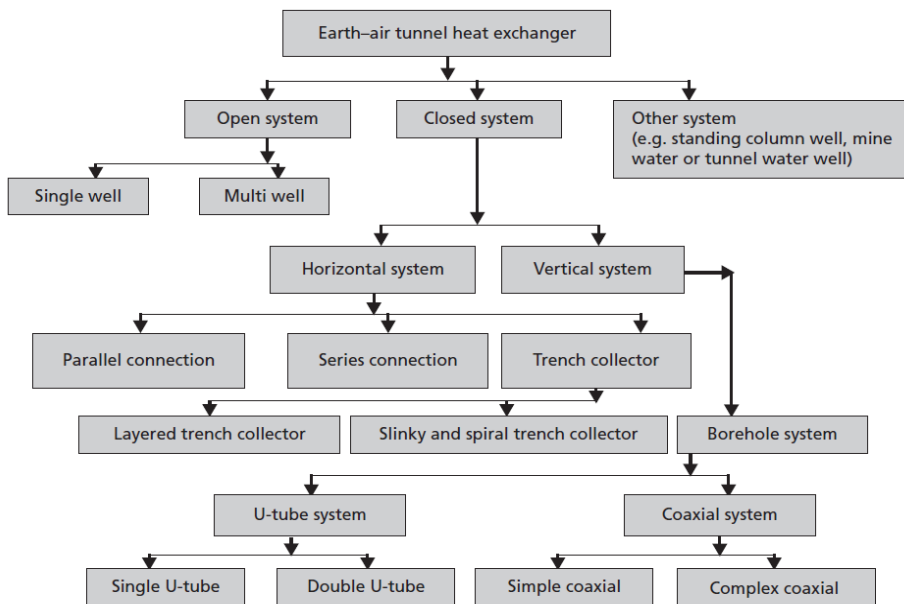 Earth–air tunnel heat exchanger
Open system
Closed system
Other system
(e.g. standing column well, mine
water or tunnel water well)
Single well
Multi well
Horizontal system
Vertical system
Parallel connection
Series connection
Trench collector
Layered trench collector
Slinky and spiral trench collector
Borehole system
U-tube system
Coaxial system
Single U-tube
Double U-tube
Simple coaxial
Complex coaxial